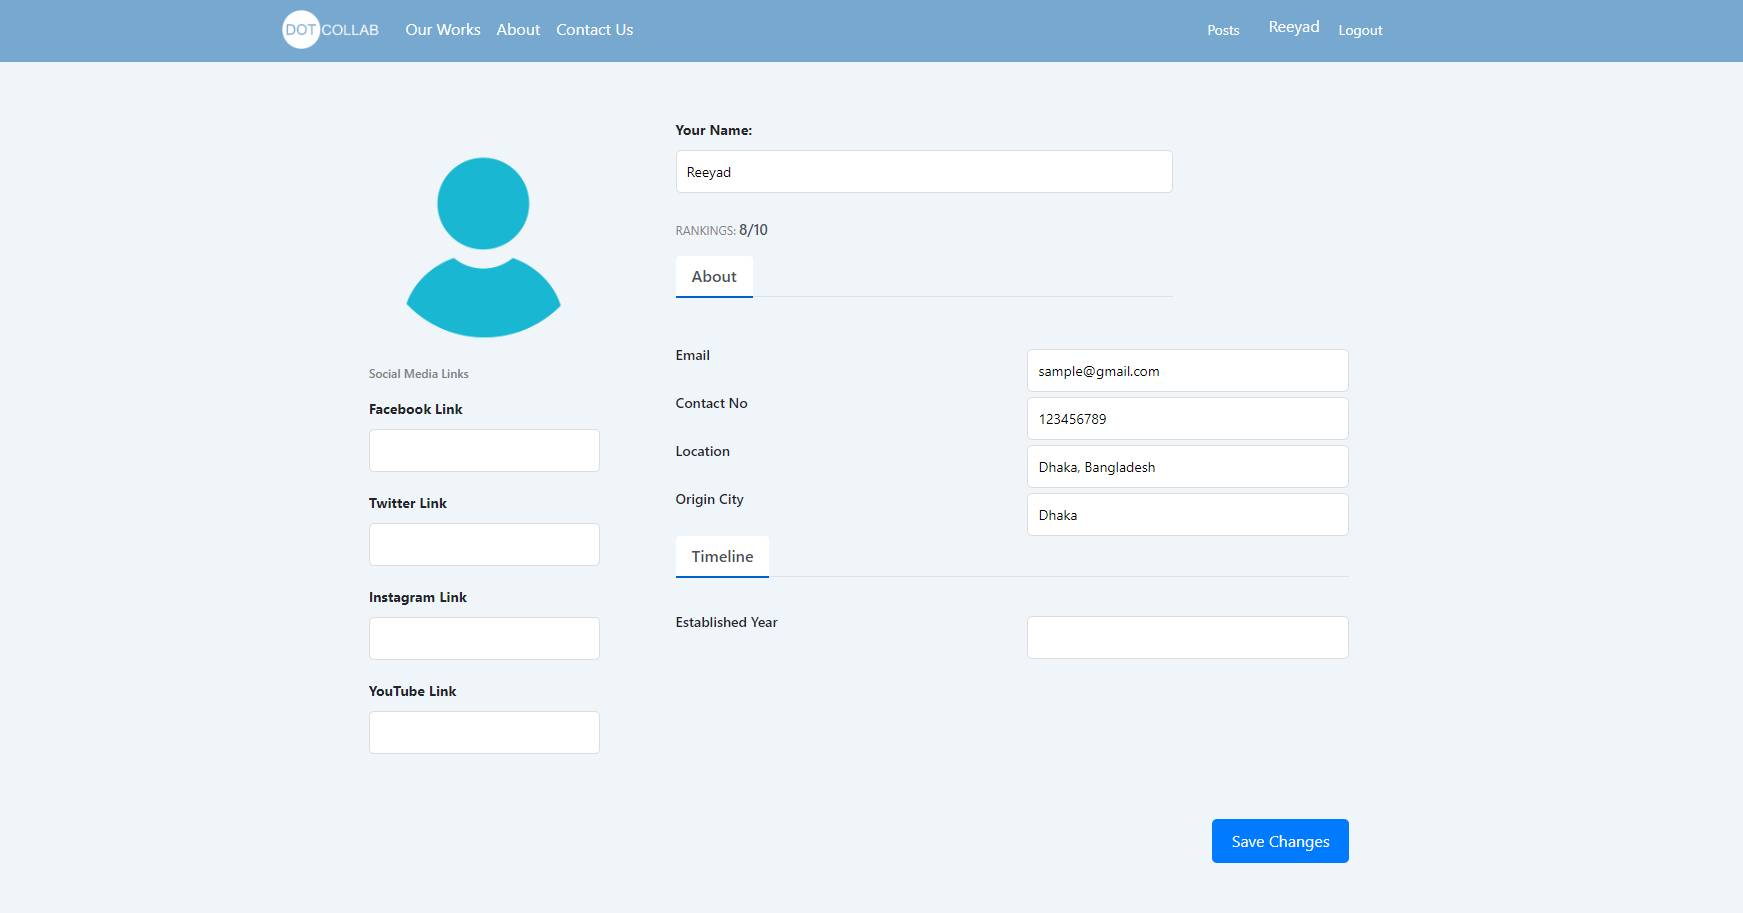 DOT COLLAB Our Works About Contact Us Posts Reeyad Logout
Your Name:
Reeyad
RANKINGS: 8/10
About
Social Media Links
Facebook Link
Twitter Link
Instagram Link
YouTube Link
Email sample@gmail.com
Contact No 123456789
Location Dhaka, Bangladesh
Origin City Dhaka
Timeline
Established Year
Save Changes